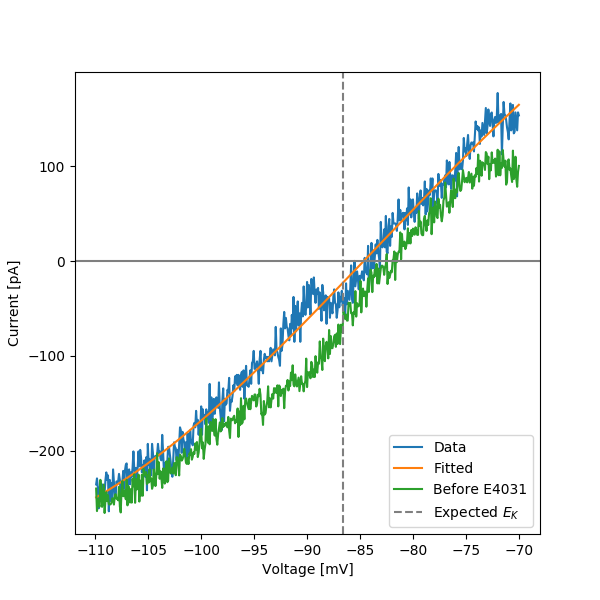 100
0
−100
−200
Current [pA]
Data
Fitted
Before E4031
Expected E_K
−110 −105 −100 −95 −90 −85 −80 −75 −70
Voltage [mV]